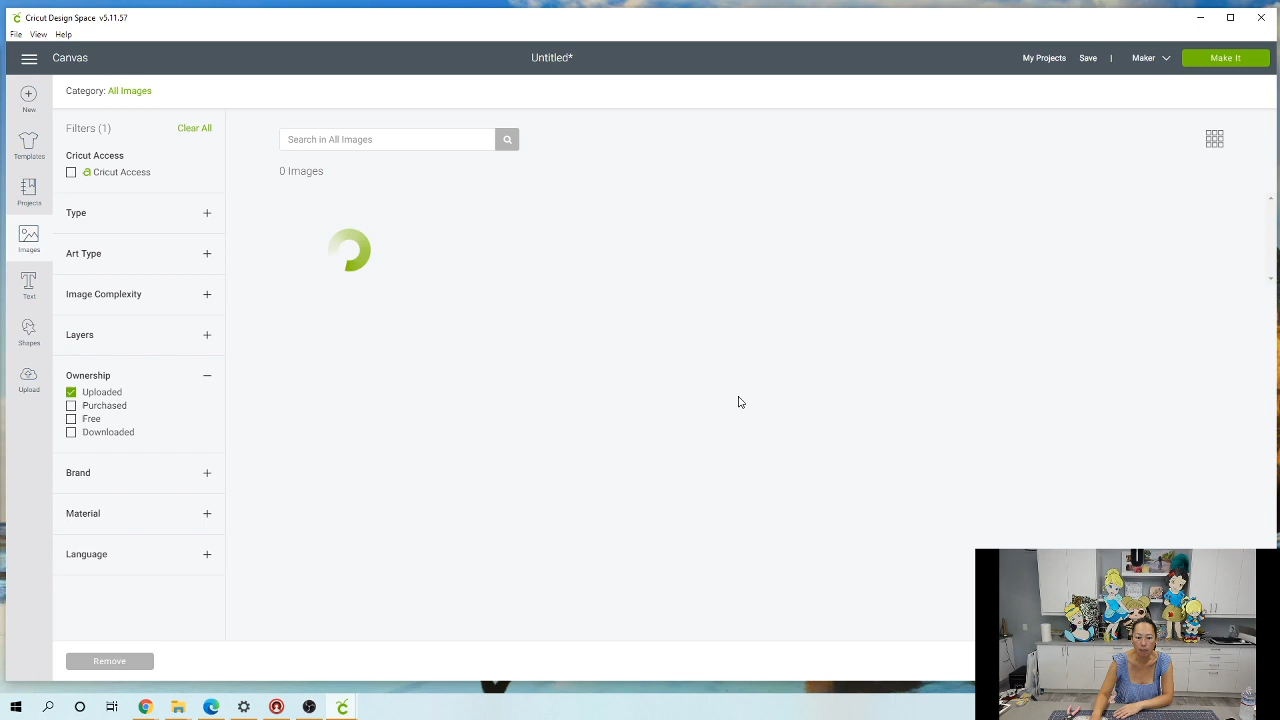 Cricut Design Space v5.11.57
File View Help
Canvas
Untitled*
My Projects Save | Maker Make It
New
Templates
Projects
Images
Text
Shapes
Upload
Category: All Images
Filters (1) Clear All
Cricut Access
Cricut Access
Type
Art Type
Image Complexity
Layers
Ownership
Uploaded
Purchased
Free
Downloaded
Brand
Material
Language
Remove
Search in All Images
0 Images